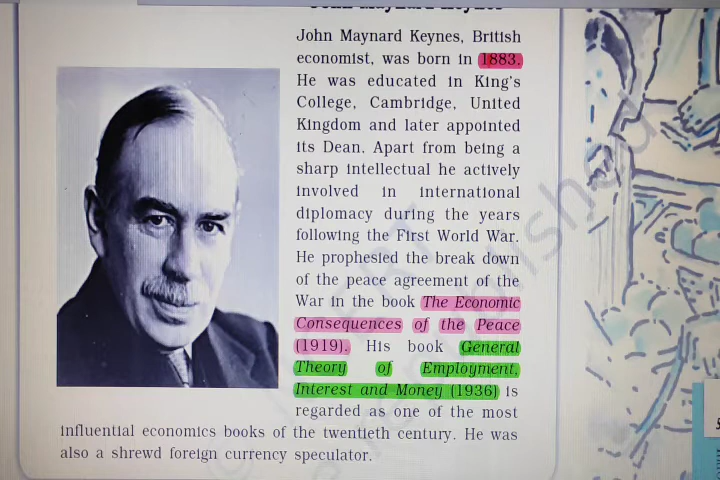 John Maynard Keynes
John Maynard Keynes, British
economist, was born in 1883.
He was educated in King's
College, Cambridge, United
Kingdom and later appointed
its Dean. Apart from being a
sharp intellectual he actively
involved in international
diplomacy during the years
following the First World War.
He prophesied the break down
of the peace agreement of the
War in the book The Economic
Consequences of the Peace
(1919). His book General
Theory of Employment,
Interest and Money (1936) is
regarded as one of the most
influential economics books of the twentieth century. He was
also a shrewd foreign currency speculator.